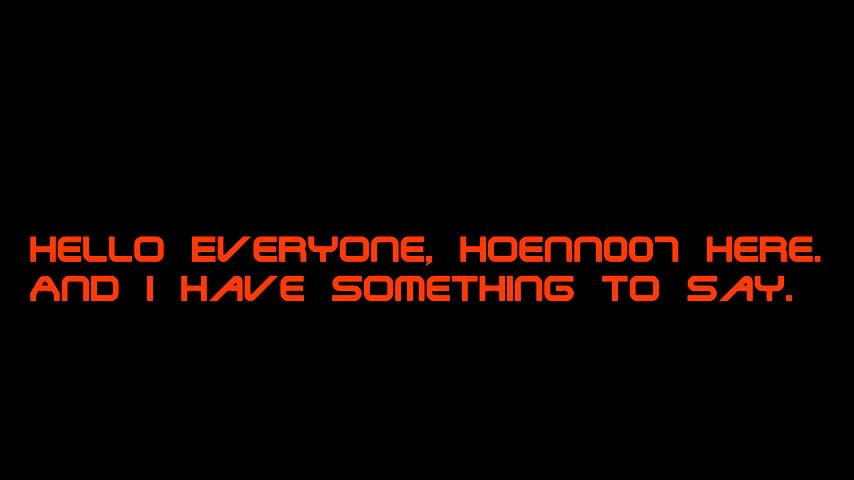 HELLO EVERYONE, HOENN007 HERE.
AND I HAVE SOMETHING TO SAY.